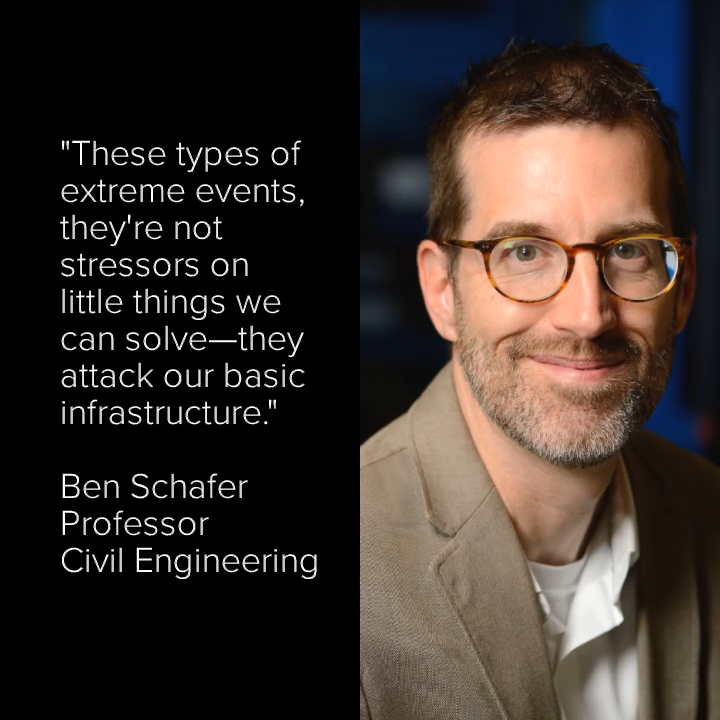 "These types of
extreme events,
they're not
stressors on
little things we
can solve—they
attack our basic
infrastructure."
Ben Schafer
Professor
Civil Engineering